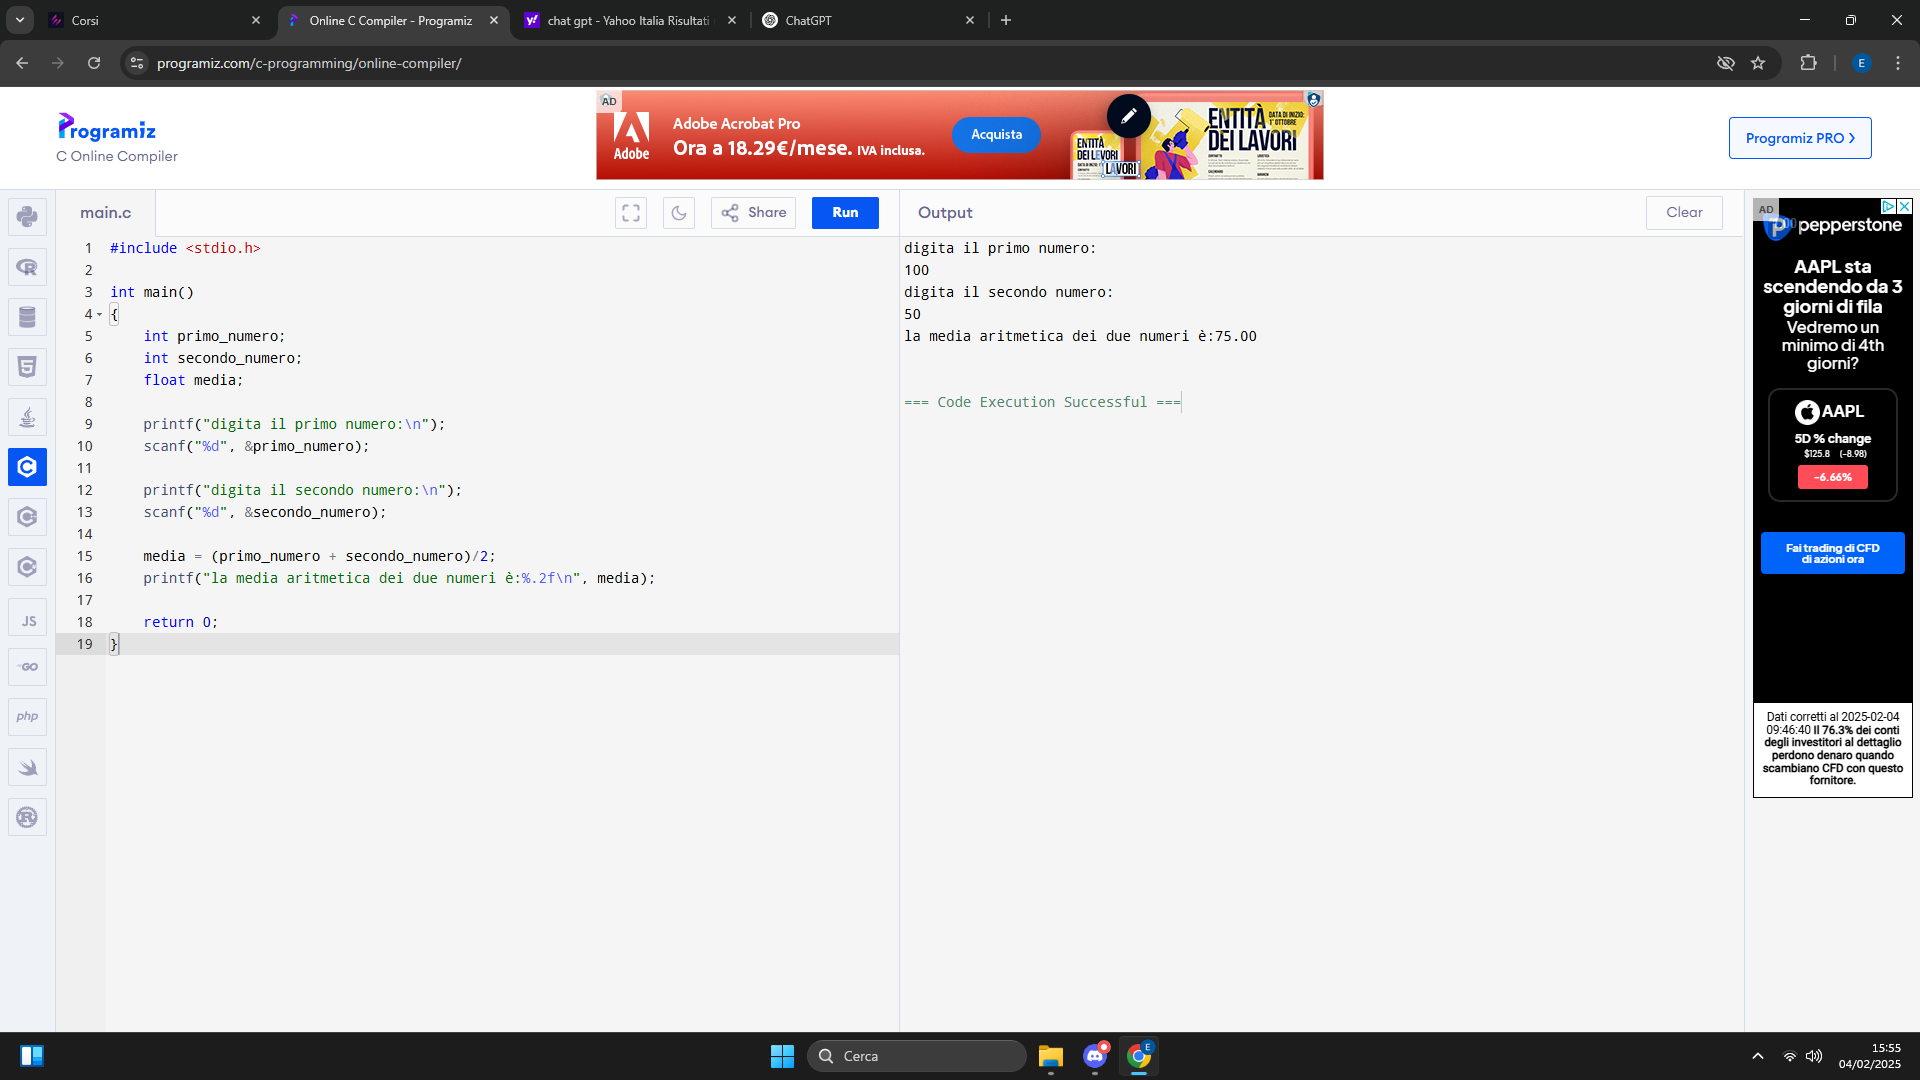 Corsi
Online C Compiler - Programiz
chat gpt - Yahoo Italia Risultati
ChatGPT
programiz.com/c-programming/online-compiler/
E
Programiz
C Online Compiler
AD
Adobe
Adobe Acrobat Pro
Ora a 18.29€/mese. IVA inclusa.
Acquista
ENTITÀ
DEI LAVORI
LAVORI
ENTITÀ
DEI LAVORI
DATA DI INIZIO:
1° OTTOBRE
Programiz PRO
main.c
Share
Run
Output
Clear
1 #include <stdio.h>
2
3 int main()
4 {
5 int primo_numero;
6 int secondo_numero;
7 float media;
8
9 printf("digita il primo numero:\n");
10 scanf("%d", &primo_numero);
11
12 printf("digita il secondo numero:\n");
13 scanf("%d", &secondo_numero);
14
15 media = (primo_numero + secondo_numero)/2;
16 printf("la media aritmetica dei due numeri è:%.2f\n", media);
17
18 return 0;
19 }
digita il primo numero:
100
digita il secondo numero:
50
la media aritmetica dei due numeri è:75.00
=== Code Execution Successful ===
JS
GO
php
AD
pepperstone
AAPL sta
scendendo da 3
giorni di fila
Vedremo un
minimo di 4th
giorni?
AAPL
5D % change
$125.8 (-8.98)
-6.66%
Fai trading di CFD
di azioni ora
Dati corretti al 2025-02-04
09:46:40 Il 76.3% dei conti
degli investitori al dettaglio
perdono denaro quando
scambiano CFD con questo
fornitore.
Cerca
E
15:55
04/02/2025